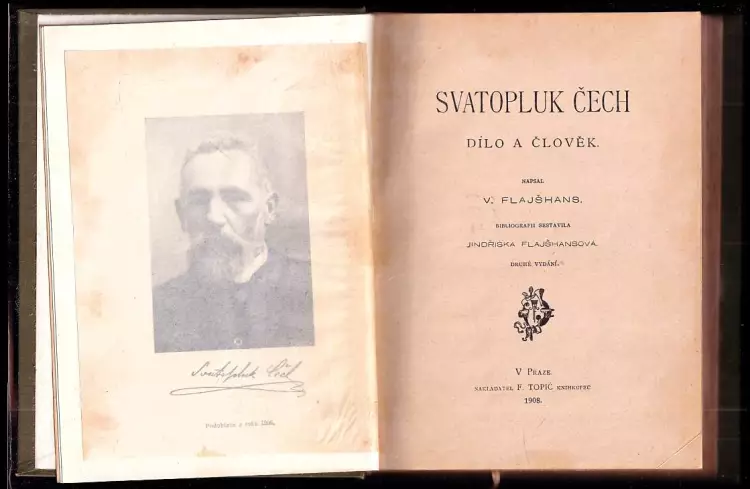 Svatopluk Čech
Podobizna z roku
SVATOPLUK ČECH
DÍLO A ČLOVĚK.
NAPSAL
V. FLAJŠHANS.
BIBLIOGRAFII SESTAVILA
JINDŘIŠKA FLAJŠHANSOVÁ.
DRUHÉ VYDÁNÍ.
V PRAZE.
NAKLADATEL F. TOPIČ KNIHKUPEC
1908.